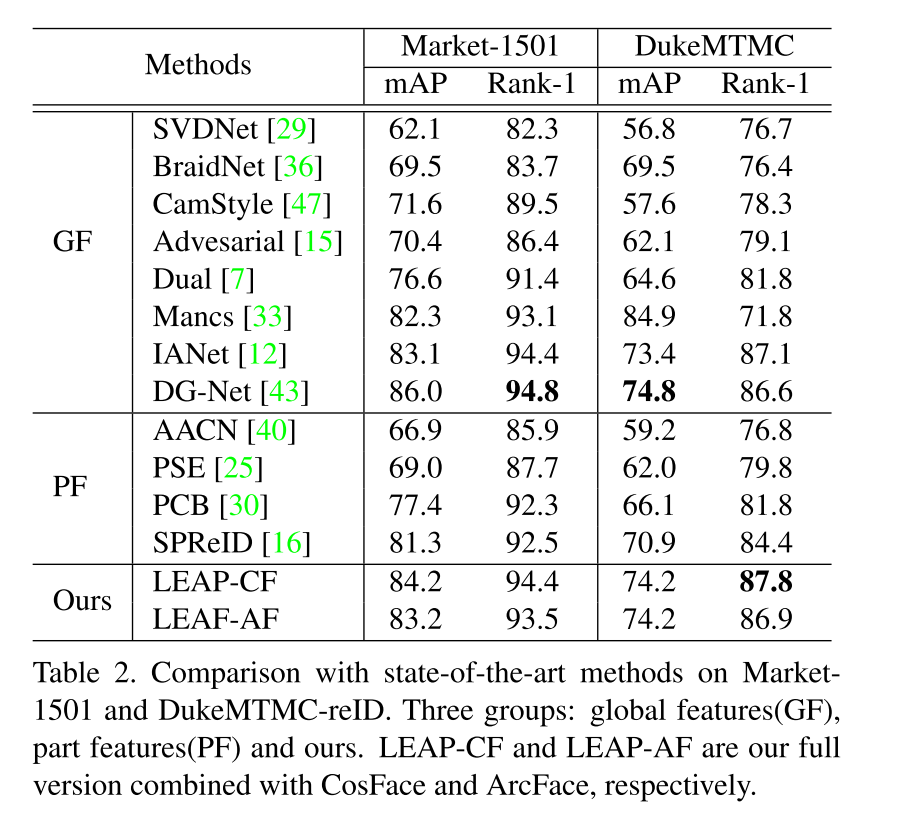 Methods Market-1501 DukeMTMC
mAP Rank-1 mAP Rank-1
GF
SVDNet [29] 62.1 82.3 56.8 76.7
BraidNet [36] 69.5 83.7 69.5 76.4
CamStyle [47] 71.6 89.5 57.6 78.3
Advesarial [15] 70.4 86.4 62.1 79.1
Dual [7] 76.6 91.4 64.6 81.8
Mancs [33] 82.3 93.1 84.9 71.8
IANet [12] 83.1 94.4 73.4 87.1
DG-Net [43] 86.0 94.8 74.8 86.6
PF
AACN [40] 66.9 85.9 59.2 76.8
PSE [25] 69.0 87.7 62.0 79.8
PCB [30] 77.4 92.3 66.1 81.8
SPReID [16] 81.3 92.5 70.9 84.4
Ours
LEAP-CF 84.2 94.4 74.2 87.8
LEAF-AF 83.2 93.5 74.2 86.9
Table 2. Comparison with state-of-the-art methods on Market-
1501 and DukeMTMC-reID. Three groups: global features(GF),
part features(PF) and ours. LEAP-CF and LEAP-AF are our full
version combined with CosFace and ArcFace, respectively.